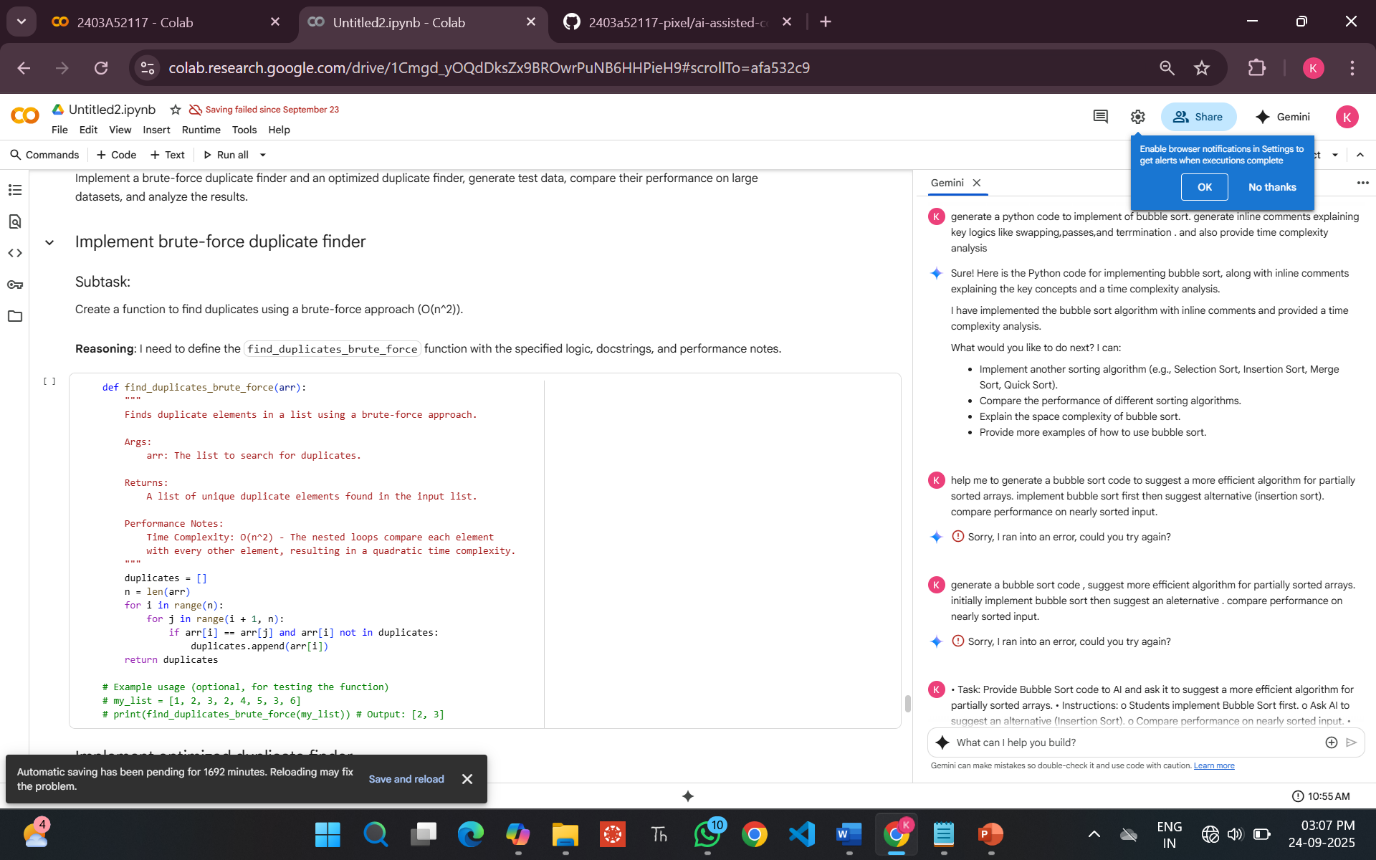 2403A52117 - Colab
Untitled2.ipynb - Colab
2403a52117-pixel/ai-assisted-c
colab.research.google.com/drive/1Cmgd_yOQdDksZx9BROwrPuNB6HHPieH9#scrollTo=afa532c9
K
Untitled2.ipynb
Saving failed since September 23
File Edit View Insert Runtime Tools Help
Share
Gemini
K
Commands + Code + Text Run all
Enable browser notifications in Settings to
get alerts when executions complete
OK No thanks
Implement a brute-force duplicate finder and an optimized duplicate finder, generate test data, compare their performance on large
datasets, and analyze the results.
Implement brute-force duplicate finder
Subtask:
Create a function to find duplicates using a brute-force approach (O(n^2)).
Reasoning: I need to define the find_duplicates_brute_force function with the specified logic, docstrings, and performance notes.
[ ]
def find_duplicates_brute_force(arr):
"""
Finds duplicate elements in a list using a brute-force approach.
Args:
arr: The list to search for duplicates.
Returns:
A list of unique duplicate elements found in the input list.
Performance Notes:
Time Complexity: O(n^2) - The nested loops compare each element
with every other element, resulting in a quadratic time complexity.
"""
duplicates = []
n = len(arr)
for i in range(n):
for j in range(i + 1, n):
if arr[i] == arr[j] and arr[i] not in duplicates:
duplicates.append(arr[i])
return duplicates
# Example usage (optional, for testing the function)
# my_list = [1, 2, 3, 2, 4, 5, 3, 6]
# print(find_duplicates_brute_force(my_list)) # Output: [2, 3]
Implement optimized duplicate finder
Gemini
K
generate a python code to implement of bubble sort. generate inline comments explaining
key logics like swapping,passes,and terrmination . and also provide time complexity
analysis
Sure! Here is the Python code for implementing bubble sort, along with inline comments
explaining the key concepts and a time complexity analysis.
I have implemented the bubble sort algorithm with inline comments and provided a time
complexity analysis.
What would you like to do next? I can:
• Implement another sorting algorithm (e.g., Selection Sort, Insertion Sort, Merge
Sort, Quick Sort).
• Compare the performance of different sorting algorithms.
• Explain the space complexity of bubble sort.
• Provide more examples of how to use bubble sort.
K
help me to generate a bubble sort code to suggest a more efficient algorithm for partially
sorted arrays. implement bubble sort first then suggest alternative (insertion sort).
compare performance on nearly sorted input.
Sorry, I ran into an error, could you try again?
K
generate a bubble sort code , suggest more efficient algorithm for partially sorted arrays.
initially implement bubble sort then suggest an aleternative . compare performance on
nearly sorted input.
Sorry, I ran into an error, could you try again?
K
• Task: Provide Bubble Sort code to AI and ask it to suggest a more efficient algorithm for
partially sorted arrays. • Instructions: o Students implement Bubble Sort first. o Ask AI to
suggest an alternative (Insertion Sort). o Compare performance on nearly sorted input. •
What can I help you build?
Gemini can make mistakes so double-check it and use code with caution. Learn more
Automatic saving has been pending for 1692 minutes. Reloading may fix
the problem.
Save and reload
10:55 AM
4
10
K
ENG
IN
03:07 PM
24-09-2025